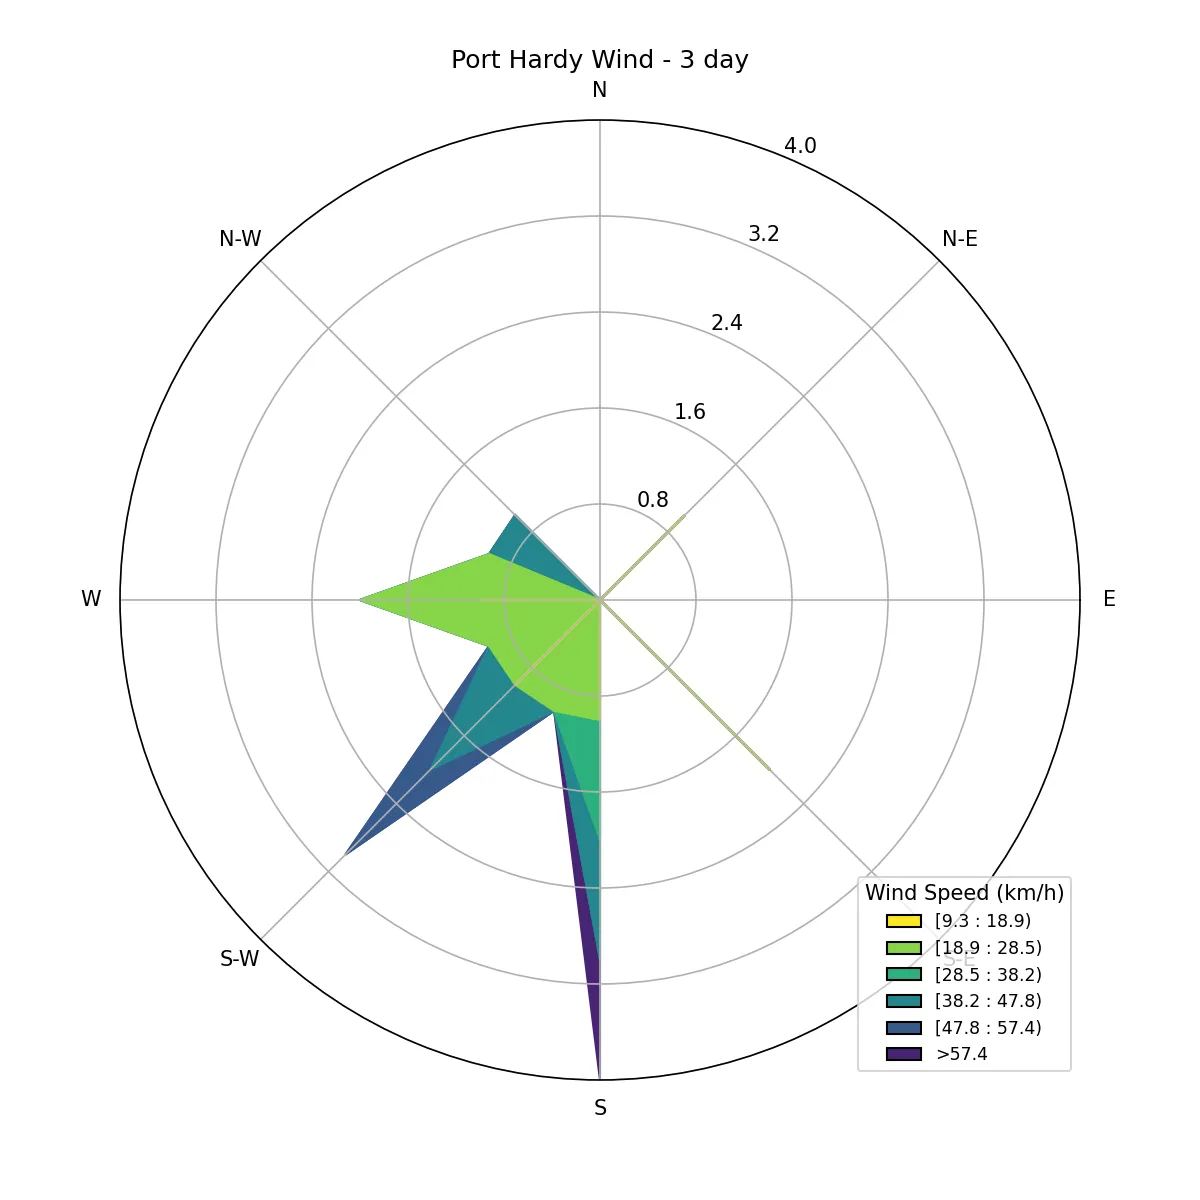 Port Hardy Wind - 3 day
N
4.0
N-W
N-E
3.2
2.4
1.6
0.8
W
E
S-W
S-E
S
Wind Speed (km/h)
[9.3 : 18.9)
[18.9 : 28.5)
[28.5 : 38.2)
[38.2 : 47.8)
[47.8 : 57.4)
>57.4